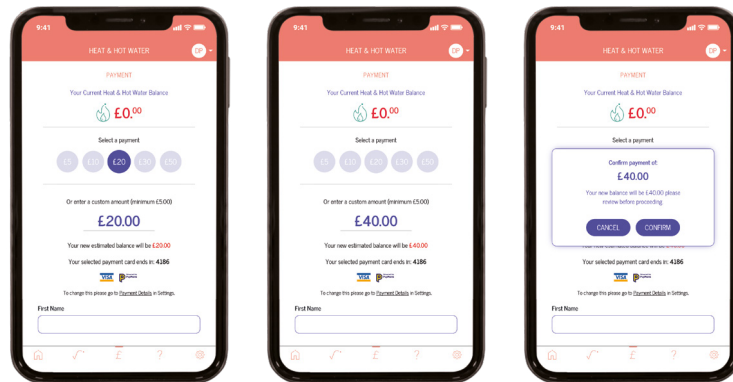 9:41
HEAT & HOT WATER
DP
PAYMENT
Your Current Heat & Hot Water Balance
£0.00
Select a payment
£5 £10 £20 £30 £50
Or enter a custom amount (minimum £5.00)
£20.00
Your new estimated balance will be £20.00
Your selected payment card ends in: 4186
VISA
To change this please go to Payment Details in Settings.
First Name
£ ?
9:41
HEAT & HOT WATER
DP
PAYMENT
Your Current Heat & Hot Water Balance
£0.00
Select a payment
£5 £10 £20 £30 £50
Or enter a custom amount (minimum £5.00)
£40.00
Your new estimated balance will be £40.00
Your selected payment card ends in: 4186
VISA
To change this please go to Payment Details in Settings.
First Name
£ ?
9:41
HEAT & HOT WATER
DP
PAYMENT
Your Current Heat & Hot Water Balance
£0.00
Select a payment
Confirm payment of:
£40.00
Your new balance will be £40.00 please
review before proceeding.
CANCEL CONFIRM
Your selected payment card ends in: 4186
VISA
To change this please go to Payment Details in Settings.
First Name
£ ?